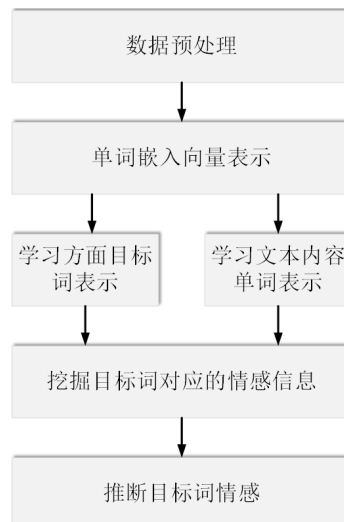 数据预处理
单词嵌入向量表示
学习方面目标
词表示
学习文本内容
单词表示
挖掘目标词对应的情感信息
推断目标词情感